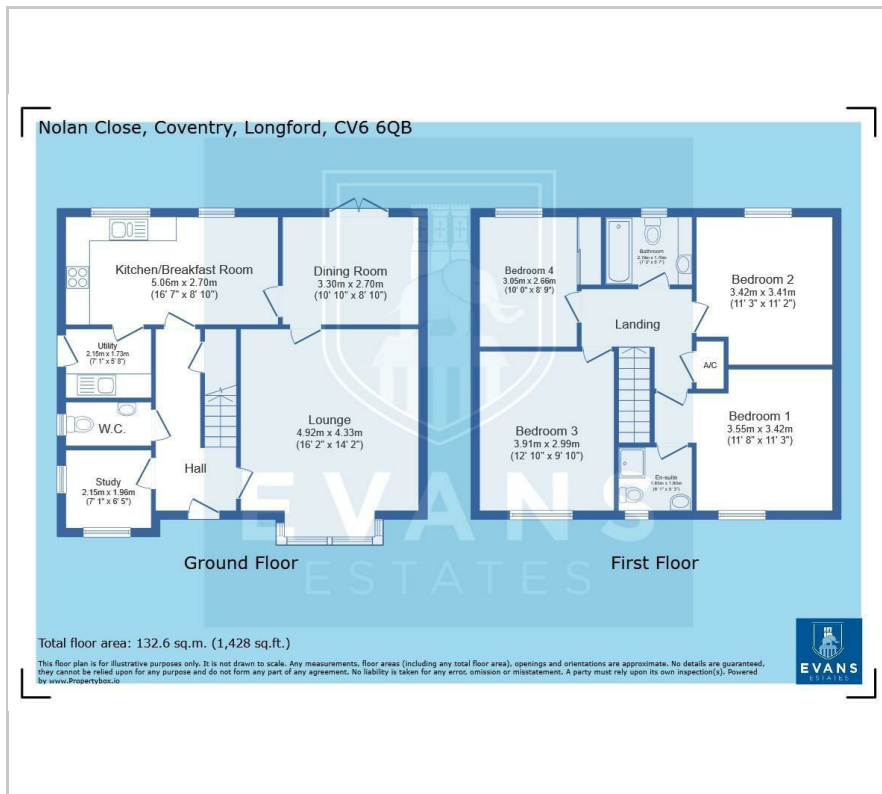 Nolan Close, Coventry, Longford, CV6 6QB
Kitchen/Breakfast Room
5.06m x 2.70m
(16' 7" x 8' 10")
Dining Room
3.30m x 2.70m
(10' 10" x 8' 10")
Utility
2.15m x 1.73m
(7' 1" x 5' 8")
W.C.
Study
2.15m x 1.96m
(7' 1" x 6' 5")
Hall
Lounge
4.92m x 4.33m
(16' 2" x 14' 2")
Ground Floor
Bedroom 4
3.05m x 2.66m
(10' 0" x 8' 9")
Bathroom
Bedroom 2
3.42m x 3.41m
(11' 3" x 11' 2")
Landing
A/C
Bedroom 3
3.91m x 2.99m
(12' 10" x 9' 10")
Bedroom 1
3.55m x 3.42m
(11' 8" x 11' 3")
En-suite
First Floor
EVANS
ESTATES
Total floor area: 132.6 sq.m. (1,428 sq.ft.)
This floor plan is for illustrative purposes only. It is not drawn to scale. Any measurements, floor areas (including any total floor area), openings and orientations are approximate. No details are guaranteed,
they cannot be relied upon for any purpose and do not form any part of any agreement. No liability is taken for any error, omission or misstatement. A party must rely upon its own inspection(s). Powered
by www.Propertybox.io
EVANS
ESTATES